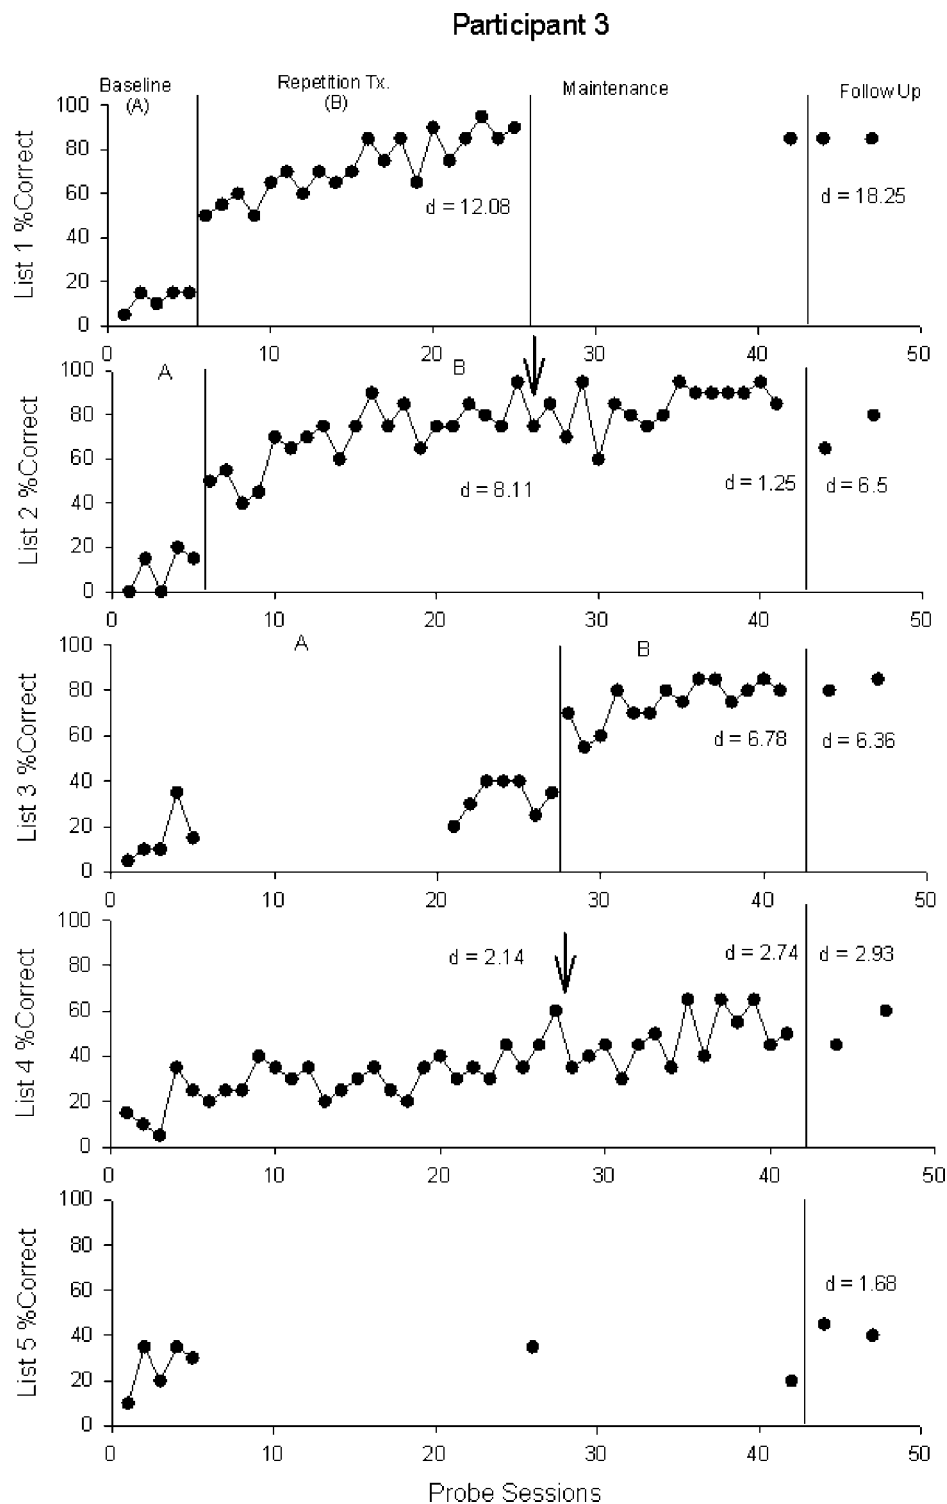 Participant 3
Baseline
(A)
Repetition Tx.
(B)
Maintenance
Follow Up
List 1 %Correct
100
80
60
40
20
0
d = 12.08
d = 18.25
0 10 20 30 40 50
List 2 %Correct
100
80
60
40
20
0
A
B
d = 8.11
d = 1.25
d = 6.5
0 10 20 30 40 50
List 3 %Correct
100
80
60
40
20
0
A
B
d = 6.78
d = 6.36
0 10 20 30 40 50
List 4 %Correct
100
80
60
40
20
0
d = 2.14
d = 2.74
d = 2.93
0 10 20 30 40 50
List 5 %Correct
100
80
60
40
20
0
d = 1.68
0 10 20 30 40 50
Probe Sessions